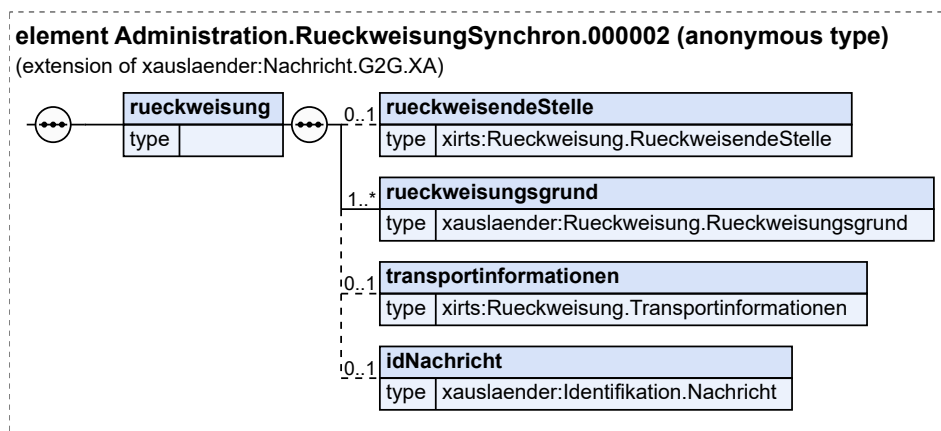 element Administration.RueckweisungSynchron.000002 (anonymous type)
(extension of xauslaender:Nachricht.G2G.XA)
rueckweisung
type
0..1
rueckweisendeStelle
type xirts:Rueckweisung.RueckweisendeStelle
1..*
rueckweisungsgrund
type xauslaender:Rueckweisung.Rueckweisungsgrund
0..1
transportinformationen
type xirts:Rueckweisung.Transportinformationen
0..1
idNachricht
type xauslaender:Identifikation.Nachricht